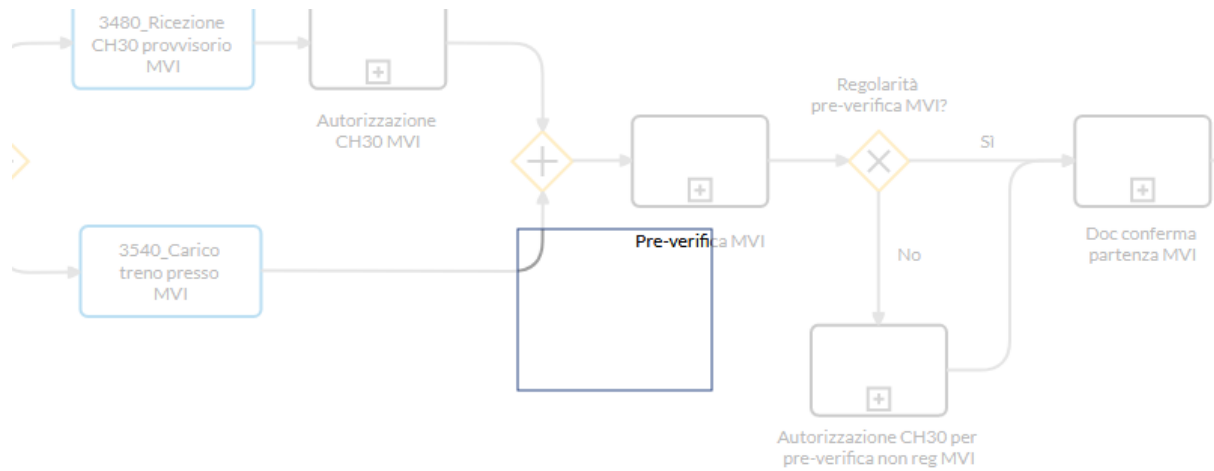 3480_Ricezione
CH30 provvisorio
MVI
Autorizzazione
CH30 MVI
Regolarità
pre-verifica MVI?
Sì
3540_Carico
treno presso
MVI
Pre-verifica MVI
No
Doc conferma
partenza MVI
Autorizzazione CH30 per
pre-verifica non reg MVI